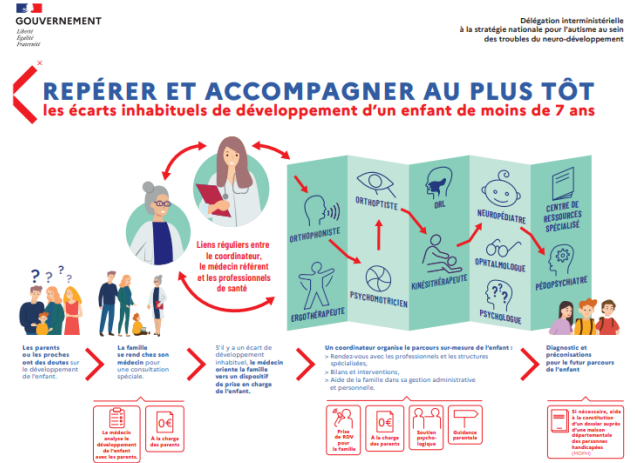 GOUVERNEMENT
Liberté
Égalité
Fraternité
Délégation interministérielle
à la stratégie nationale pour l'autisme au sein
des troubles du neuro-développement
REPÉRER ET ACCOMPAGNER AU PLUS TÔT
les écarts inhabituels de développement d'un enfant de moins de 7 ans
Liens réguliers entre
le coordinateur,
le médecin référent
et les professionnels
de santé
ORTHOPHONISTE
ERGOTHÉRAPEUTE
ORTHOPTISTE
PSYCHOMOTRICIEN
ORL
KINÉSITHÉRAPEUTE
NEUROPÉDIATRE
OPHTALMOLOGUE
PSYCHOLOGUE
CENTRE DE
RESSOURCES
SPÉCIALISÉ
PÉDOPSYCHIATRE
? ? ? ?
???
Les parents
ou les proches
ont des doutes sur
le développement
de l'enfant.
La famille
se rend chez son
médecin pour
une consultation
spéciale.
S'il y a un écart de
développement
inhabituel, le médecin
oriente la famille
vers un dispositif
de prise en charge
de l'enfant.
Un coordinateur organise le parcours sur-mesure de l'enfant :
> Rendez-vous avec les professionnels et les structures
spécialisées,
> Bilans et interventions,
> Aide de la famille dans sa gestion administrative
et personnelle.
Diagnostic et
préconisations
pour le futur parcours
de l'enfant
Le médecin
analyse le
développement
de l'enfant
avec les parents.
0€
À la charge
des parents
Prise
de RDV
pour
la famille
0€
À la charge
des parents
Soutien
psycho-
logique
Guidance
parentale
Si nécessaire, aide
à la constitution
d'un dossier auprès
d'une maison
départementale
des personnes
handicapées
(MDPH)